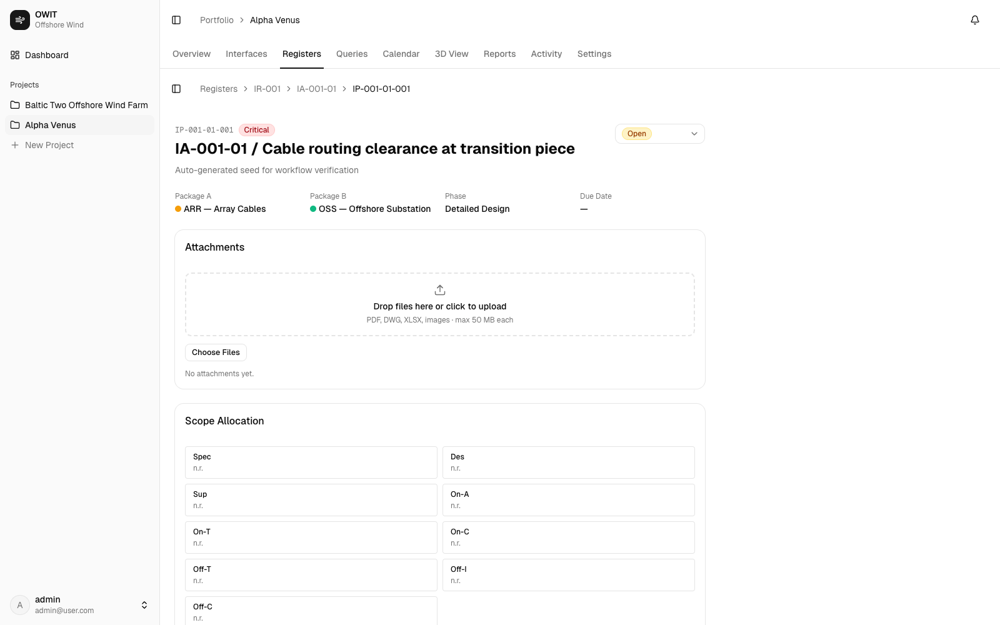 OWIT
Offshore Wind
Dashboard
Projects
Baltic Two Offshore Wind Farm
Alpha Venus
New Project
admin
A
admin@user.com
Portfolio > Alpha Venus
Overview Interfaces Registers Queries Calendar 3D View Reports Activity Settings
Registers > IR-001 > IA-001-01 > IP-001-01-001
IP-001-01-001 Critical
Open
IA-001-01 / Cable routing clearance at transition piece
Auto-generated seed for workflow verification
Package A Package B Phase Due Date
ARR — Array Cables OSS — Offshore Substation Detailed Design —
Attachments
Drop files here or click to upload
PDF, DWG, XLSX, images · max 50 MB each
Choose Files
No attachments yet.
Scope Allocation
Spec Des
n.r. n.r.
Sup On-A
n.r. n.r.
On-T On-C
n.r. n.r.
Off-T Off-I
n.r. n.r.
Off-C
n.r.